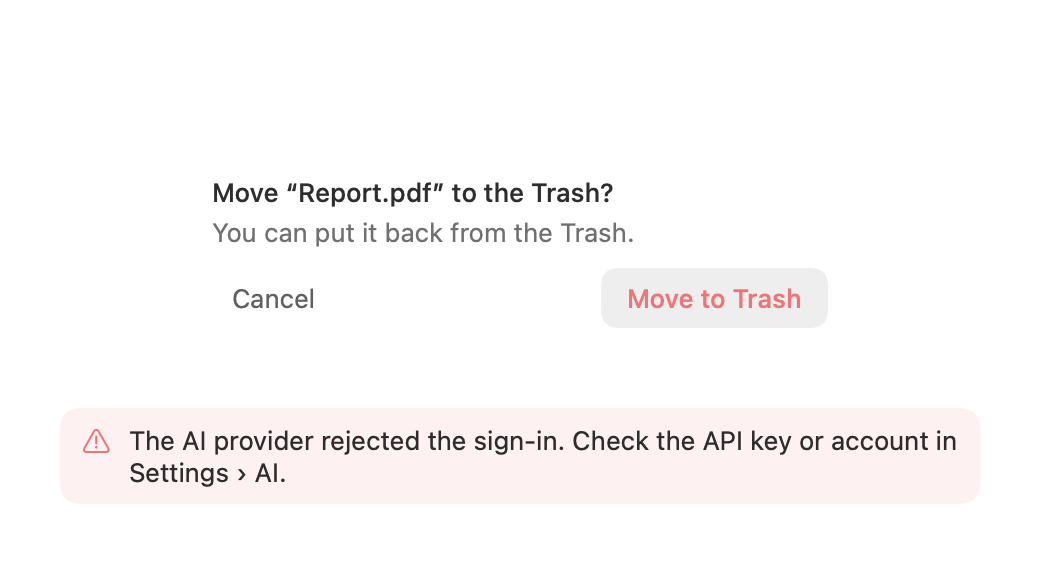 Move “Report.pdf” to the Trash?
You can put it back from the Trash.
Cancel
Move to Trash
The AI provider rejected the sign-in. Check the API key or account in
Settings › AI.